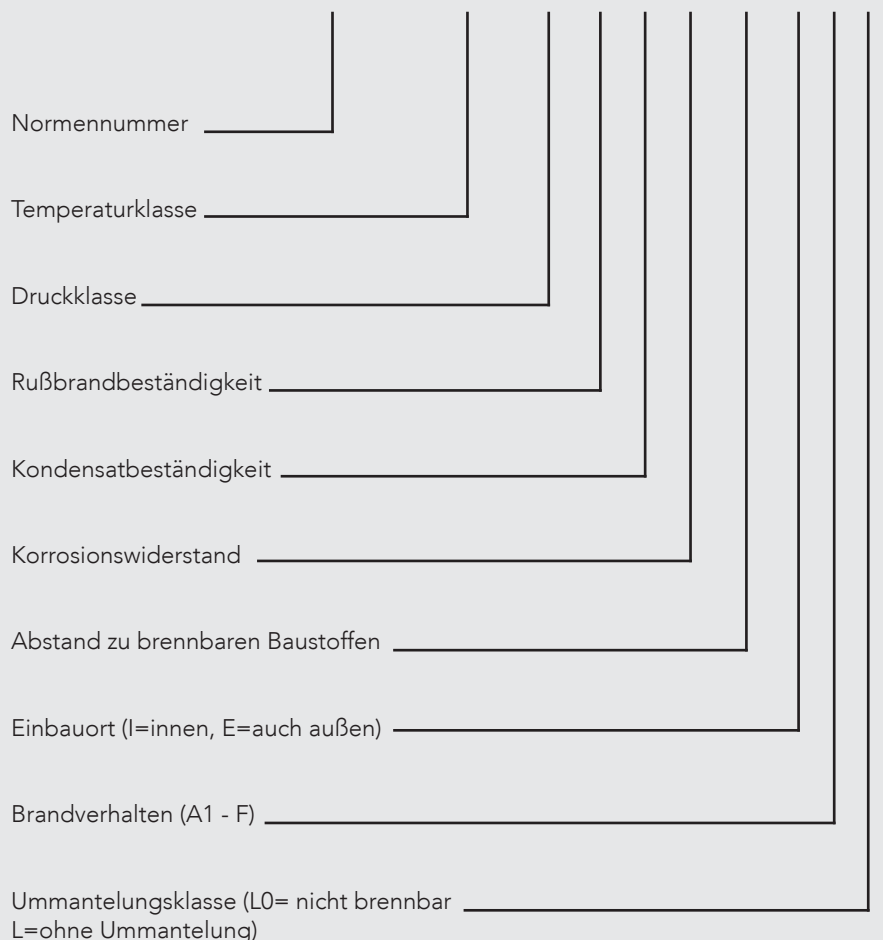 Normennummer
Temperaturklasse
Druckklasse
Rußbrandbeständigkeit
Kondensatbeständigkeit
Korrosionswiderstand
Abstand zu brennbaren Baustoffen
Einbauort (I=innen, E=auch außen)
Brandverhalten (A1 - F)
Ummantelungsklasse (L0= nicht brennbar
L=ohne Ummantelung)